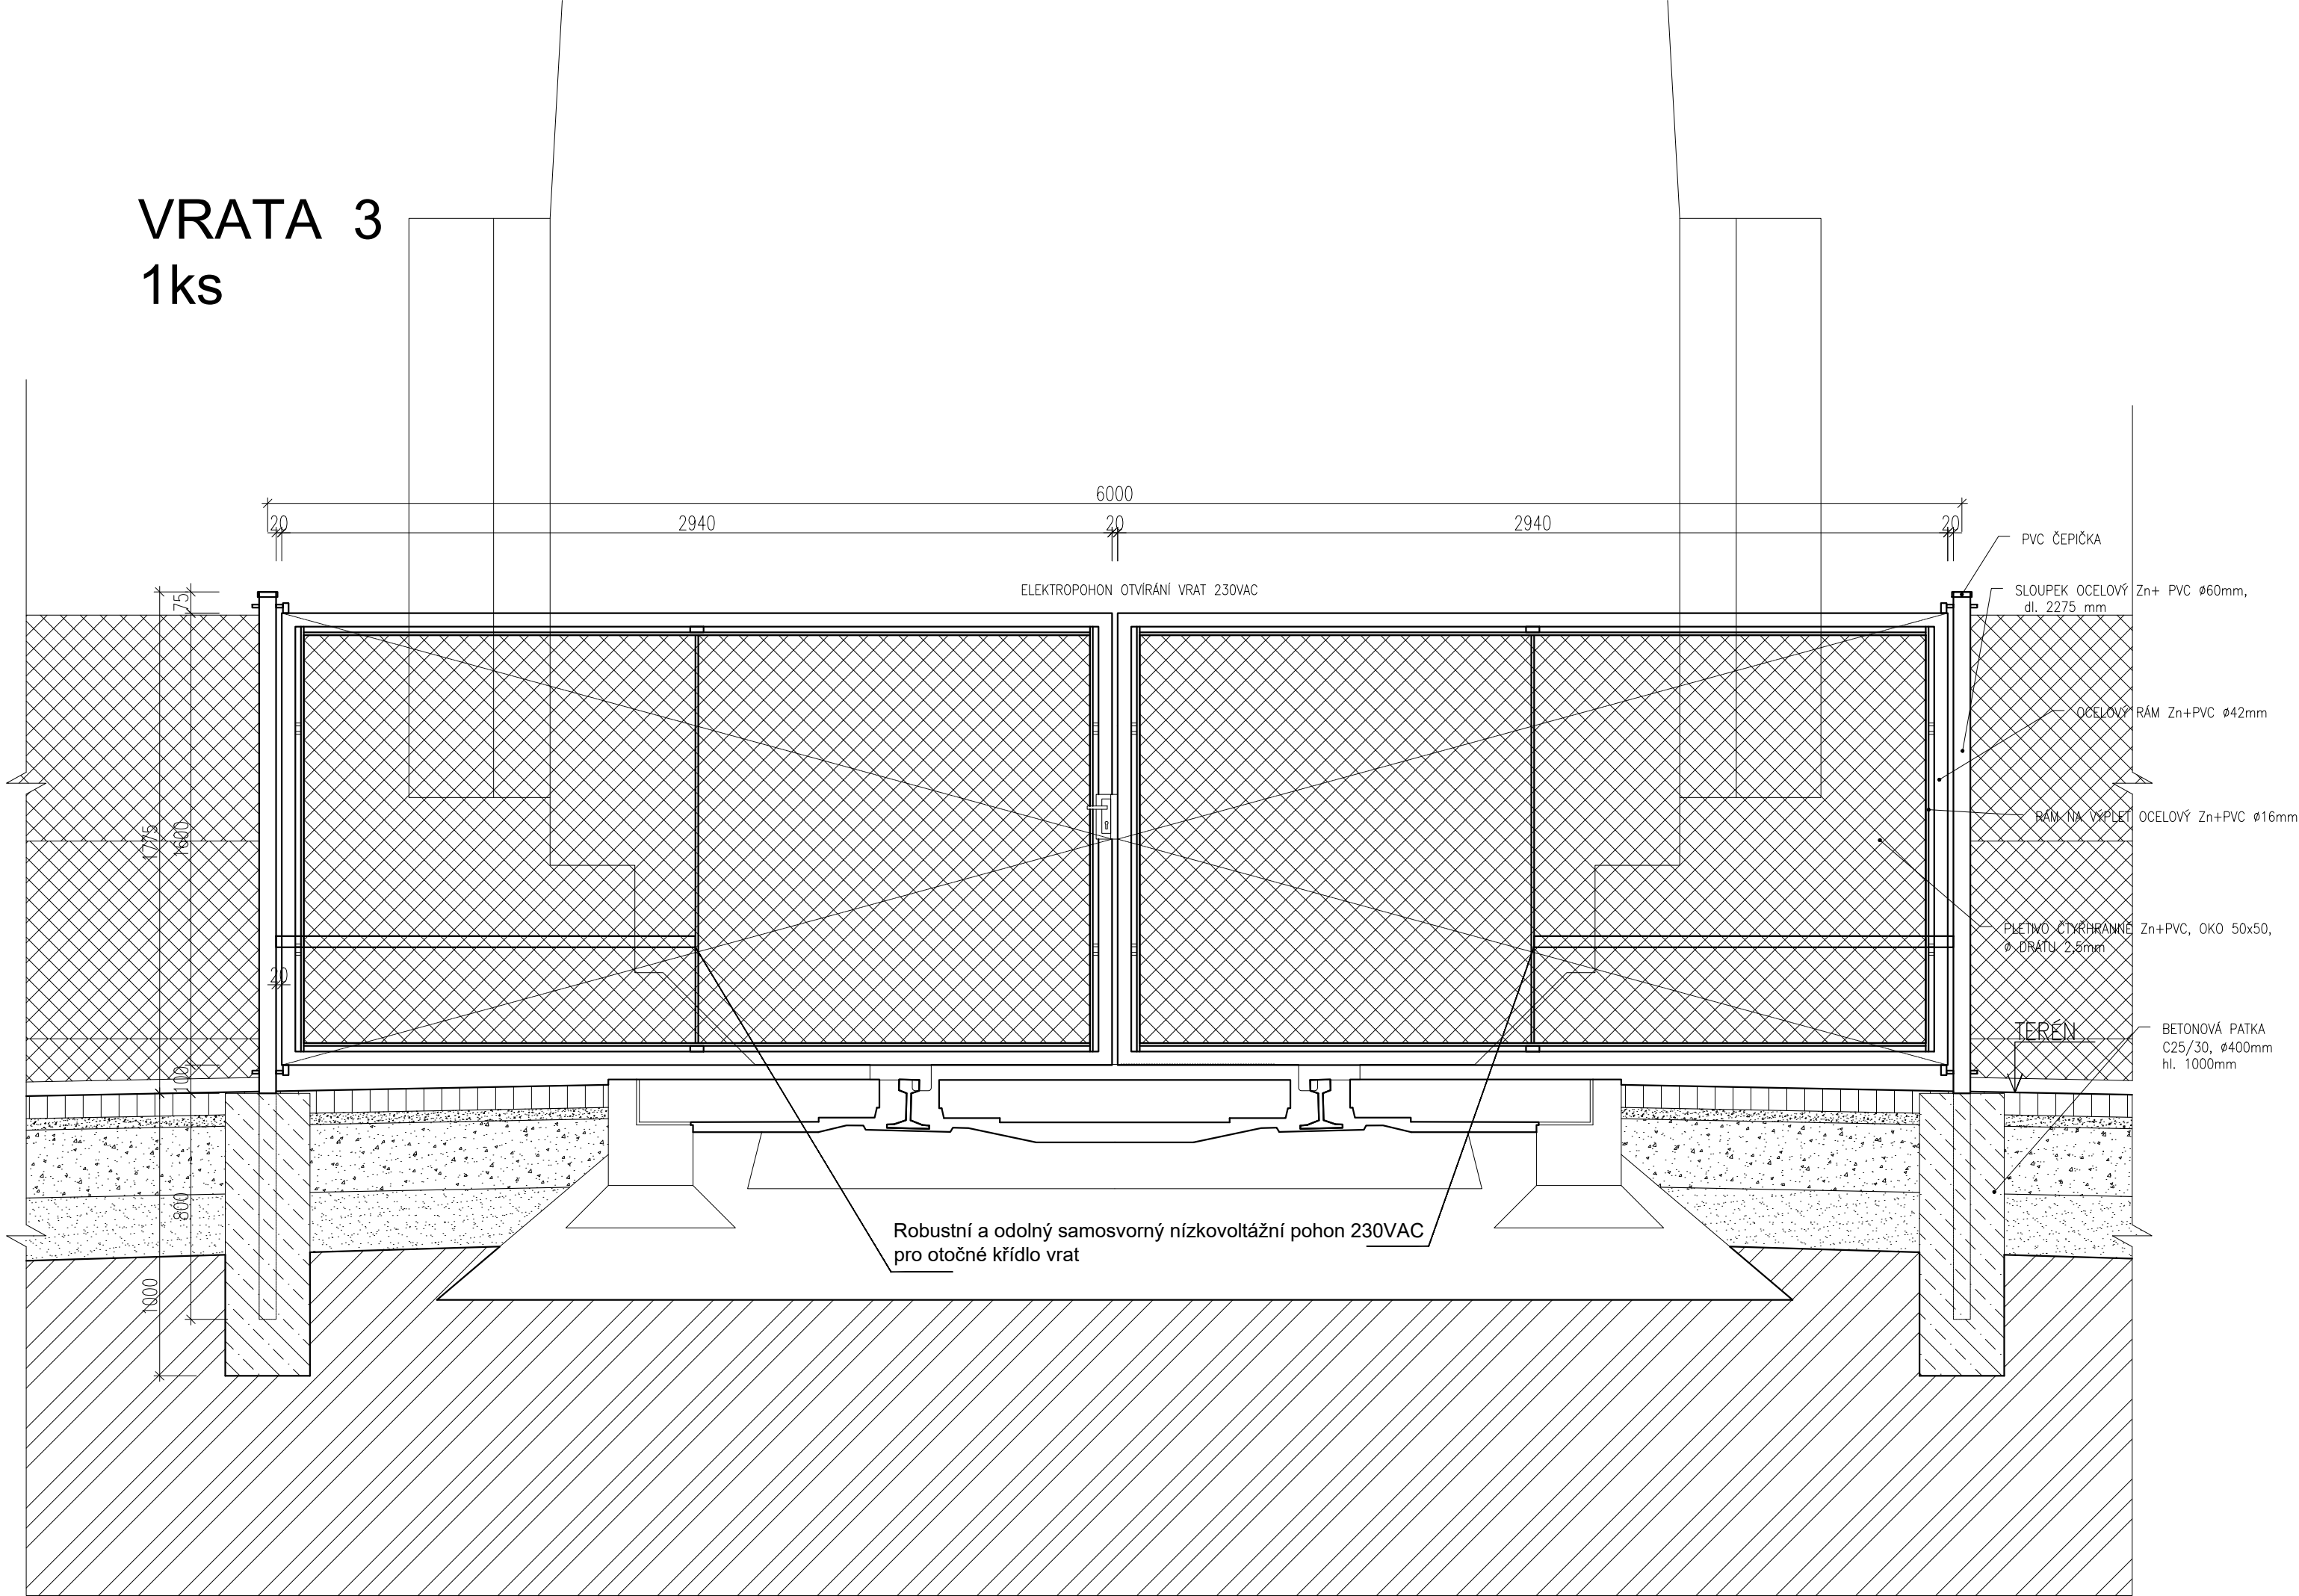 VRATA 3
1ks
6000
20
2940
20
2940
20
PVC ČEPIČKA
ELEKTROPOHON OTVÍRÁNÍ VRAT 230VAC
SLOUPEK OCELOVÝ Zn+ PVC ø60mm,
dl. 2275 mm
75
OCELOVÝ RÁM Zn+PVC ø42mm
RÁM NA VÝPLET OCELOVÝ Zn+PVC ø16mm
1775
1600
PLETIVO ČTYŘHRANNÉ Zn+PVC, OKO 50x50,
ø DRÁTU 2,5mm
20
TERÉN
BETONOVÁ PATKA
C25/30, ø400mm
hl. 1000mm
100
800
1000
Robustní a odolný samosvorný nízkovoltážní pohon 230VAC
pro otočné křídlo vrat